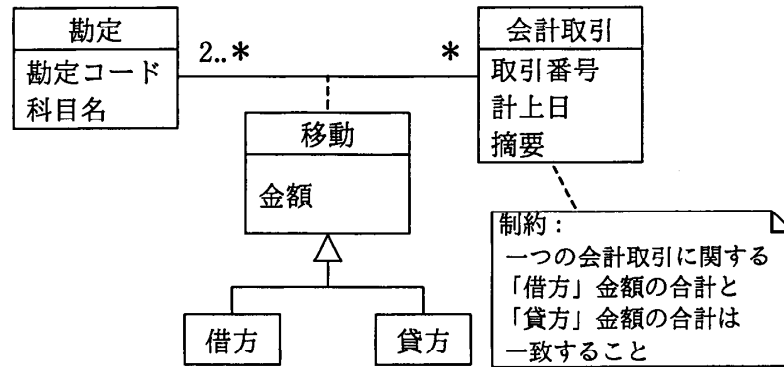 勘定
勘定コード
科目名
2..*
*
会計取引
取引番号
計上日
摘要
移動
金額
借方
貸方
制約：
一つの会計取引に関する
「借方」金額の合計と
「貸方」金額の合計は
一致すること